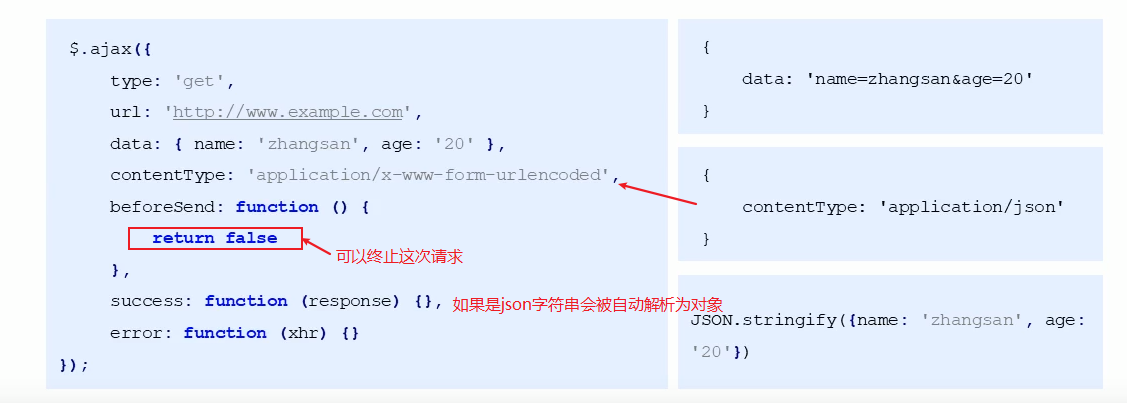 $.ajax({
type: 'get',
url: 'http://www.example.com',
data: { name: 'zhangsan', age: '20' },
contentType: 'application/x-www-form-urlencoded',
beforeSend: function () {
return false
可以终止这次请求
},
success: function (response) {},
如果是json字符串会被自动解析为对象
error: function (xhr) {}
});
{
data: 'name=zhangsan&age=20'
}
{
contentType: 'application/json'
}
JSON.stringify({name: 'zhangsan', age:
'20'})